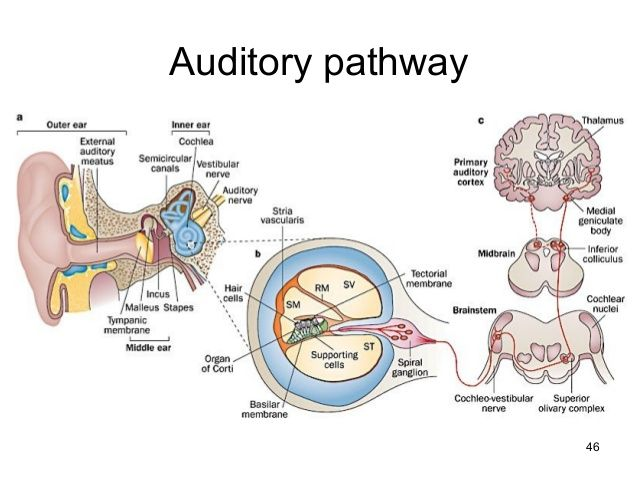 Auditory pathway
a
Outer ear
Inner ear
Cochlea
External
auditory
meatus
Semicircular
canals
Vestibular
nerve
Auditory
nerve
Incus
Malleus Stapes
Tympanic
membrane
Middle ear
b
Stria
vascularis
Tectorial
membrane
Hair
cells
RM
SV
SM
ST
Organ
of Corti
Supporting
cells
Spiral
ganglion
Basilar
membrane
c
Thalamus
Primary
auditory
cortex
Medial
geniculate
body
Midbrain
Inferior
colliculus
Brainstem
Cochlear
nuclei
Cochleo-vestibular
nerve
Superior
olivary complex
46